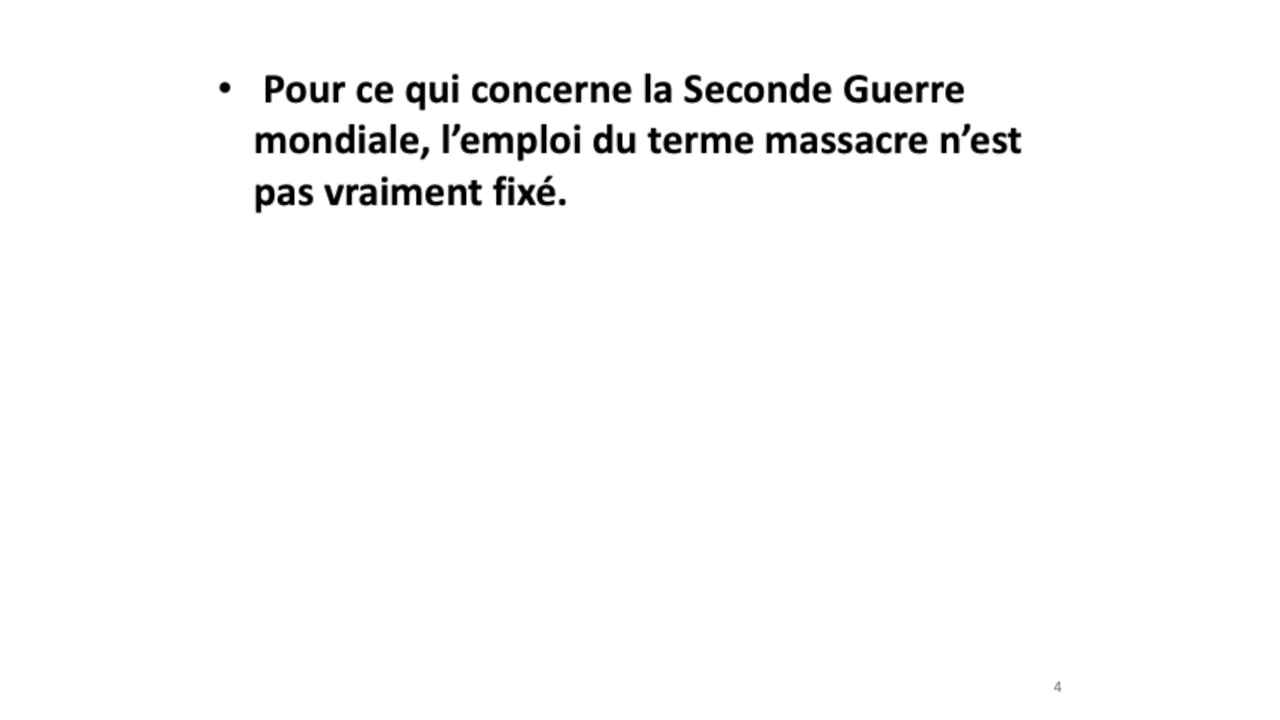 • Pour ce qui concerne la Seconde Guerre
mondiale, l’emploi du terme massacre n’est
pas vraiment fixé.
4